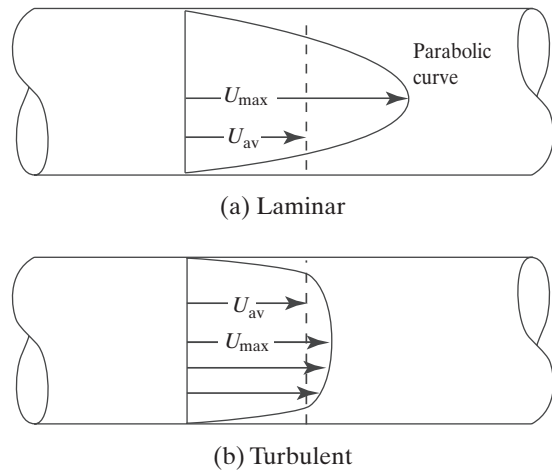 Parabolic
curve
U_max
U_av
(a) Laminar
U_av
U_max
(b) Turbulent